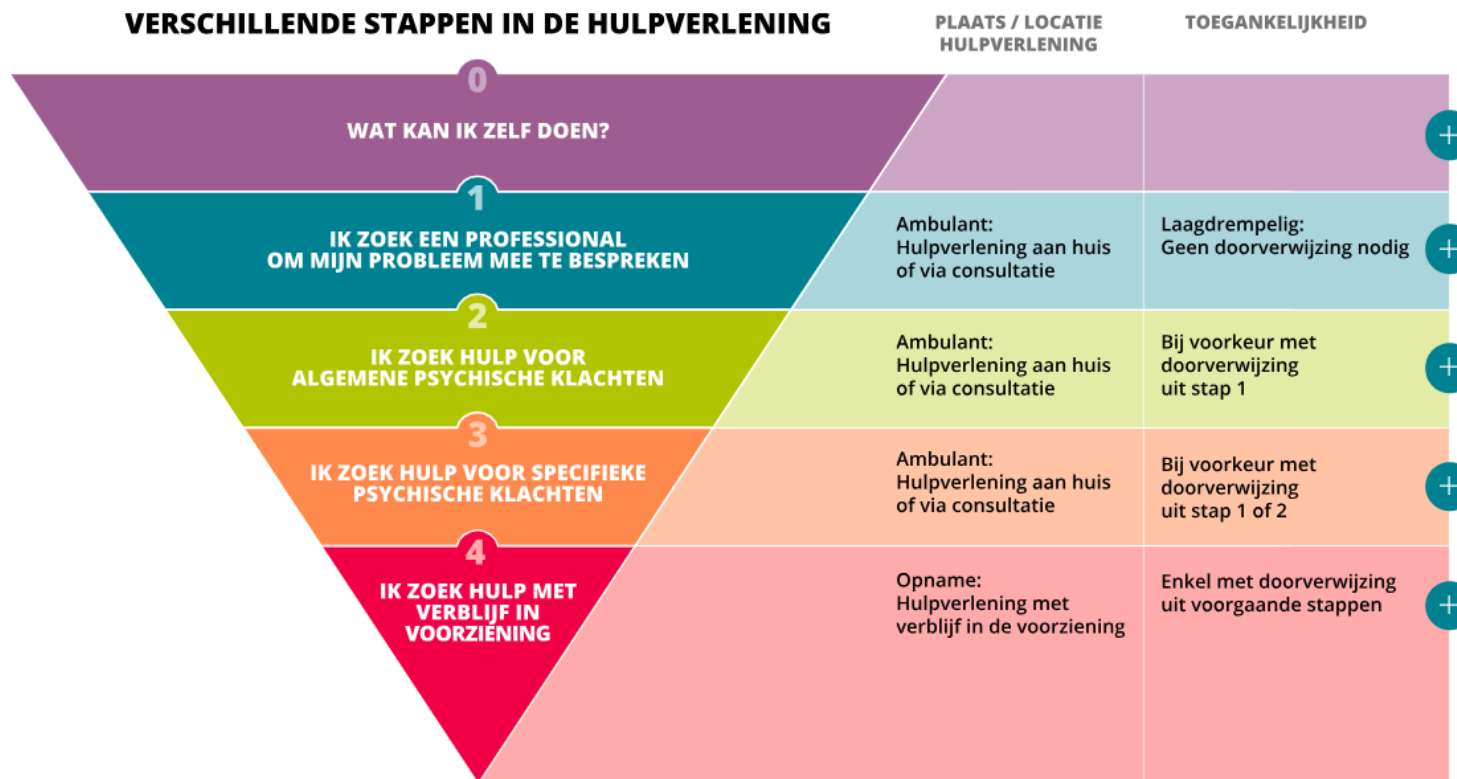 VERSCHILLENDE STAPPEN IN DE HULPVERLENING
PLAATS / LOCATIE
HULPVERLENING
TOEGANKELIJKHEID
0
WAT KAN IK ZELF DOEN?
+
1
IK ZOEK EEN PROFESSIONAL
OM MIJN PROBLEEM MEE TE BESPREKEN
Ambulant:
Hulpverlening aan huis
of via consultatie
Laagdrempelig:
Geen doorverwijzing nodig
+
2
IK ZOEK HULP VOOR
ALGEMENE PSYCHISCHE KLACHTEN
Ambulant:
Hulpverlening aan huis
of via consultatie
Bij voorkeur met
doorverwijzing
uit stap 1
+
3
IK ZOEK HULP VOOR SPECIFIEKE
PSYCHISCHE KLACHTEN
Ambulant:
Hulpverlening aan huis
of via consultatie
Bij voorkeur met
doorverwijzing
uit stap 1 of 2
+
4
IK ZOEK HULP MET
VERBLIJF IN
VOORZIENING
Opname:
Hulpverlening met
verblijf in de voorziening
Enkel met doorverwijzing
uit voorgaande stappen
+